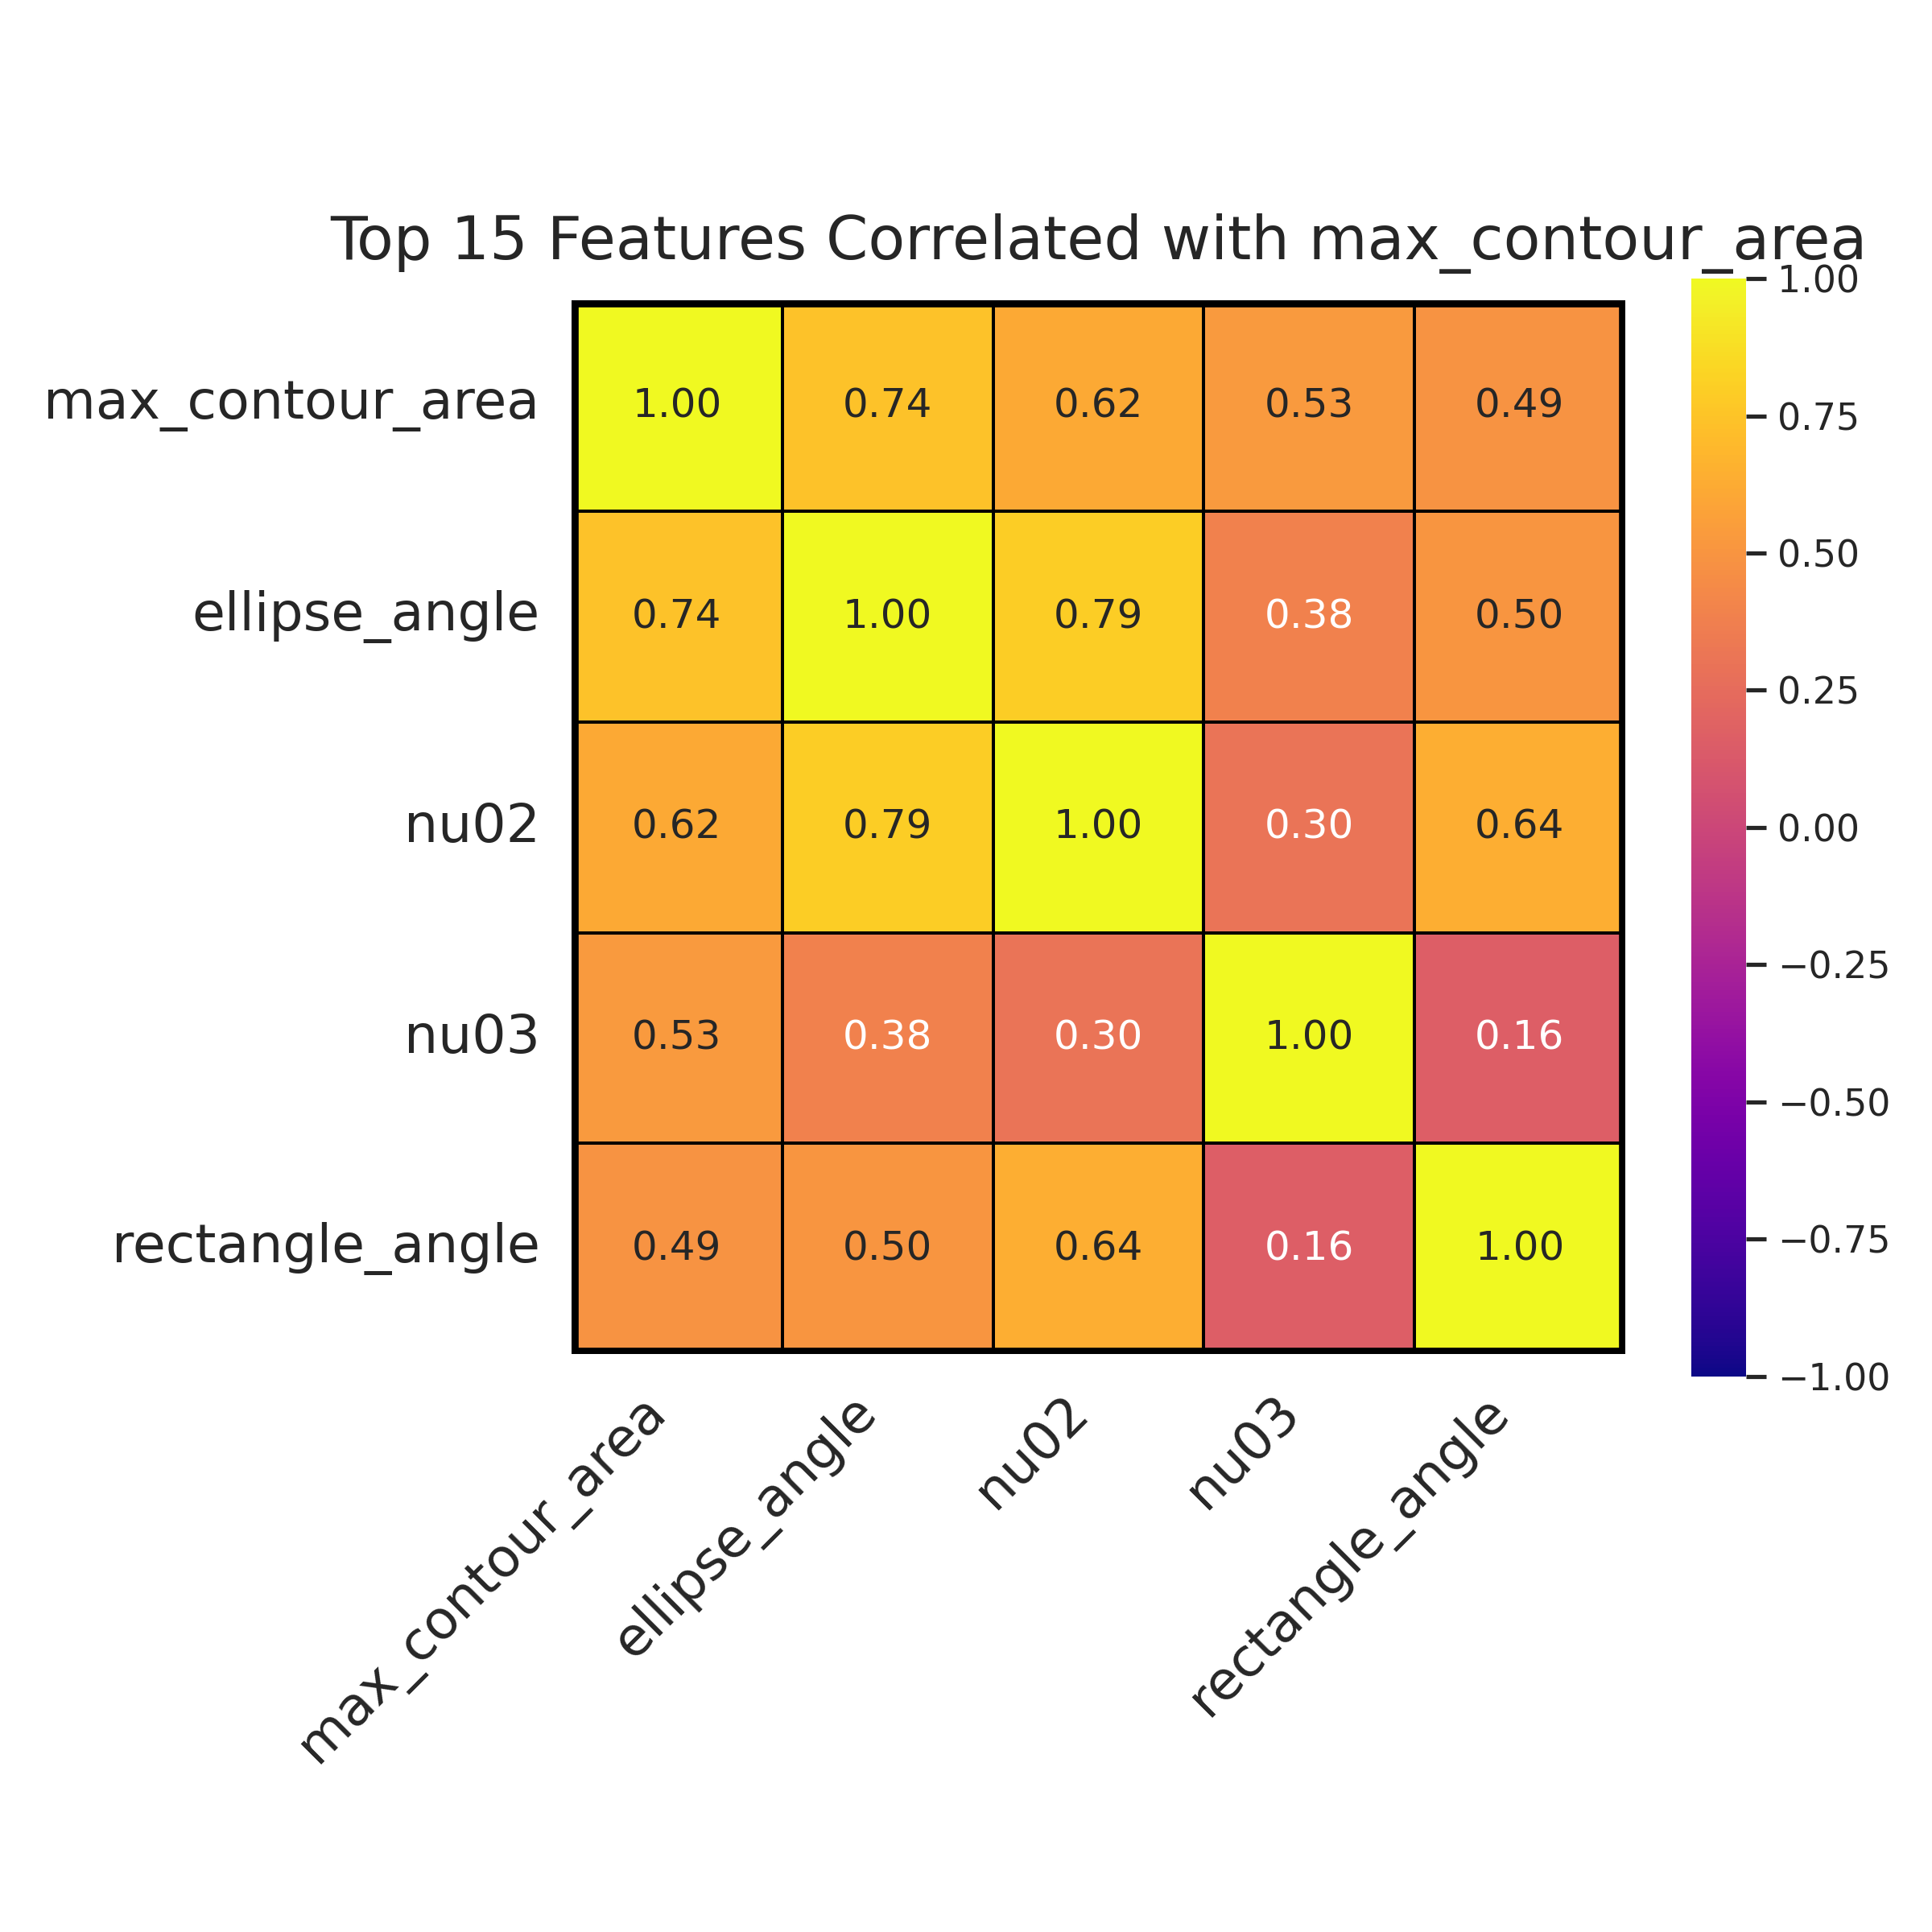 Top 15 Features Correlated with max_contour_area
max_contour_area 1.00 0.74 0.62 0.53 0.49
ellipse_angle 0.74 1.00 0.79 0.38 0.50
nu02 0.62 0.79 1.00 0.30 0.64
nu03 0.53 0.38 0.30 1.00 0.16
rectangle_angle 0.49 0.50 0.64 0.16 1.00
max_contour_area
ellipse_angle
nu02
nu03
rectangle_angle
1.00
0.75
0.50
0.25
0.00
−0.25
−0.50
−0.75
−1.00